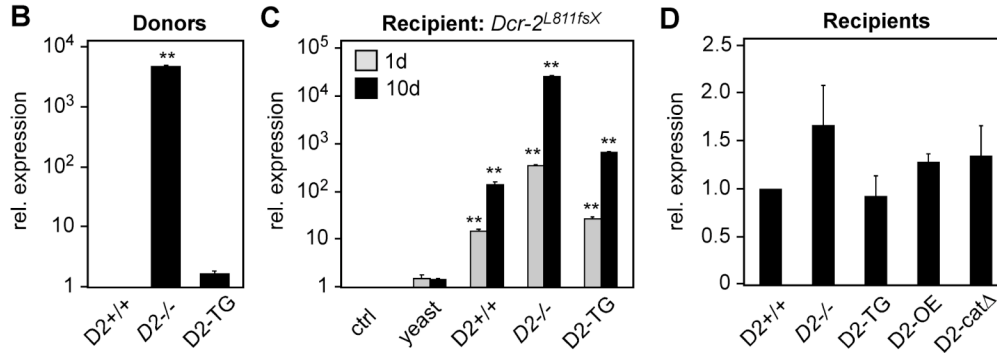 B
Donors
rel. expression
10⁴
10³
10²
10
1
**
D2+/+
D2-/-
D2-TG
C
Recipient: Dcr-2^L811fsX
rel. expression
10⁵
10⁴
10³
10²
10
1
1d
10d
**
**
**
**
**
**
ctrl
yeast
D2+/+
D2-/-
D2-TG
D
Recipients
rel. expression
2.5
2.0
1.5
1.0
0.5
0
D2+/+
D2-/-
D2-TG
D2-OE
D2-catΔ